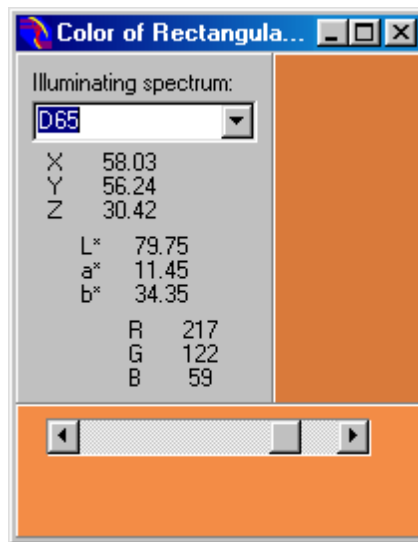 Color of Rectangula...
Illuminating spectrum:
D65
X 58.03
Y 56.24
Z 30.42
L* 79.75
a* 11.45
b* 34.35
R 217
G 122
B 59